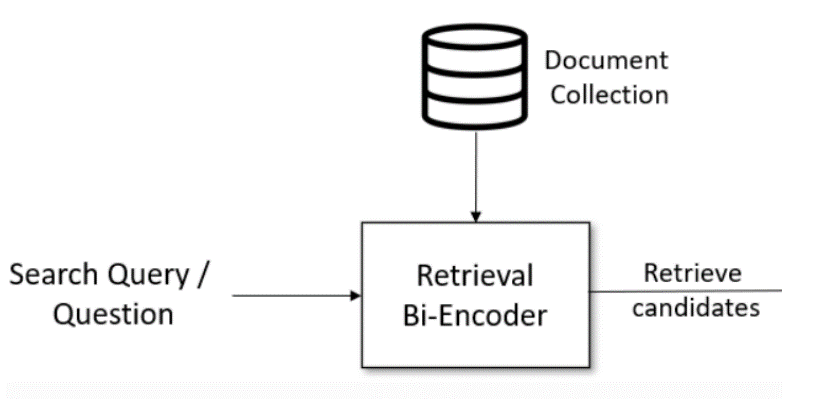 Document
Collection
Search Query /
Question
Retrieval
Bi-Encoder
Retrieve
candidates